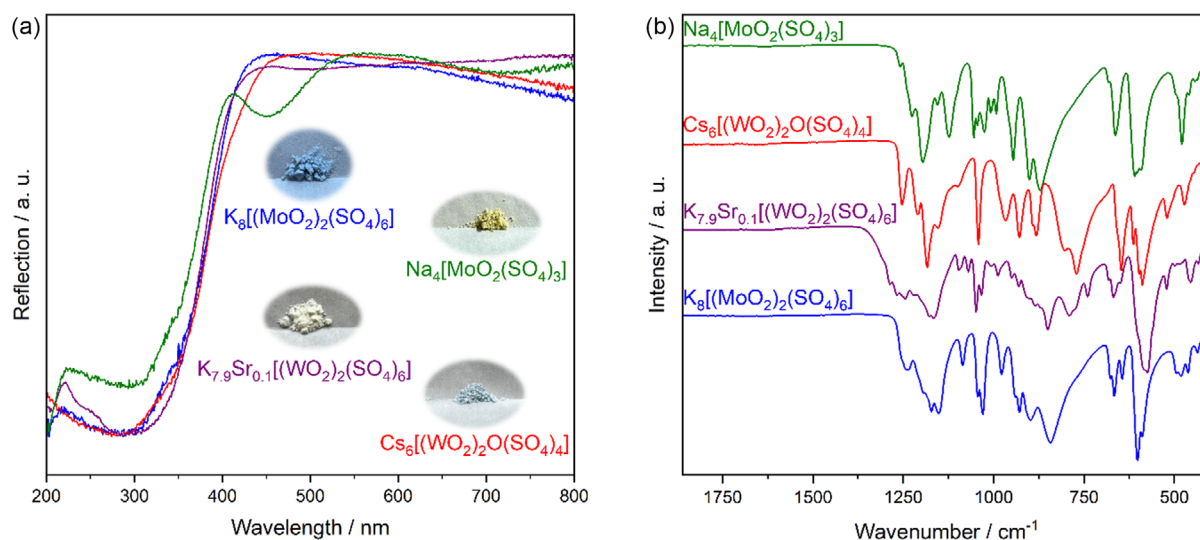 (a)
Reflection / a. u.
K8[(MoO2)2(SO4)6]
Na4[MoO2(SO4)3]
K7.9Sr0.1[(WO2)2(SO4)6]
Cs6[(WO2)2O(SO4)4]
200 300 400 500 600 700 800
Wavelength / nm
(b)
Intensity / a. u.
Na4[MoO2(SO4)3]
Cs6[(WO2)2O(SO4)4]
K7.9Sr0.1[(WO2)2(SO4)6]
K8[(MoO2)2(SO4)6]
1750 1500 1250 1000 750 500
Wavenumber / cm-1